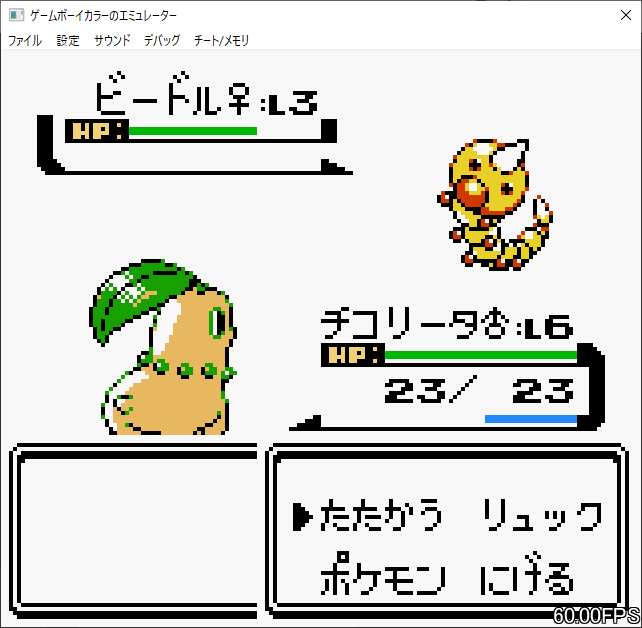 ゲームボーイカラーのエミュレーター
ファイル 設定 サウンド デバッグ チート/メモリ
ビードル♀:L3
HP:
チコリータ♂:L6
HP:
23/ 23
▶たたかう リュック
ポケモン にげる
60.00FPS